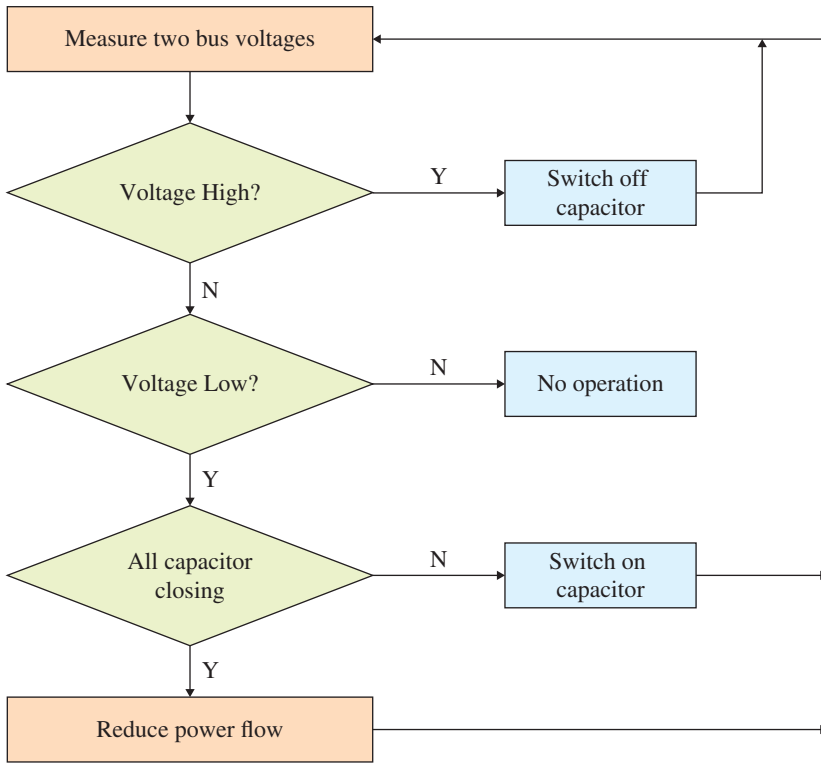 Measure two bus voltages
Voltage High?
Y
Switch off
capacitor
N
Voltage Low?
N
No operation
Y
All capacitor
closing
N
Switch on
capacitor
Y
Reduce power flow